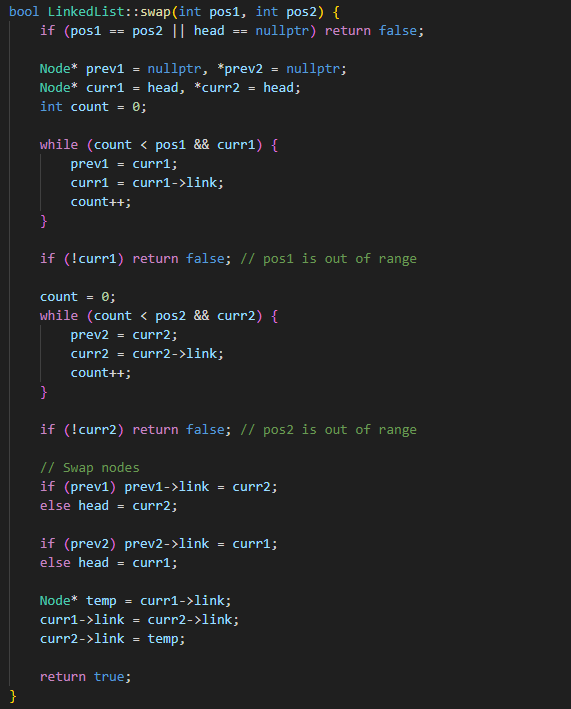 bool LinkedList::swap(int pos1, int pos2) {
    if (pos1 == pos2 || head == nullptr) return false;

    Node* prev1 = nullptr, *prev2 = nullptr;
    Node* curr1 = head, *curr2 = head;
    int count = 0;

    while (count < pos1 && curr1) {
        prev1 = curr1;
        curr1 = curr1->link;
        count++;
    }

    if (!curr1) return false; // pos1 is out of range

    count = 0;
    while (count < pos2 && curr2) {
        prev2 = curr2;
        curr2 = curr2->link;
        count++;
    }

    if (!curr2) return false; // pos2 is out of range

    // Swap nodes
    if (prev1) prev1->link = curr2;
    else head = curr2;

    if (prev2) prev2->link = curr1;
    else head = curr1;

    Node* temp = curr1->link;
    curr1->link = curr2->link;
    curr2->link = temp;

    return true;
}